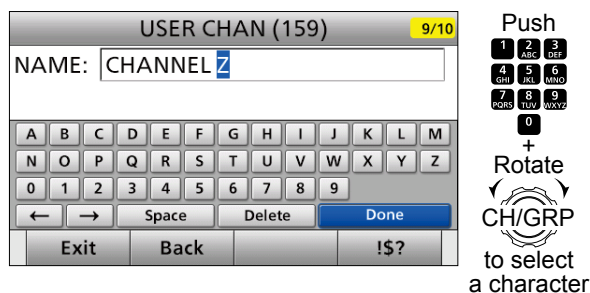 USER CHAN (159) 9/10
NAME: CHANNEL Z
A B C D E F G H I J K L M
N O P Q R S T U V W X Y Z
0 1 2 3 4 5 6 7 8 9
← → Space Delete Done
Exit Back !$?
Push
1 2 ABC 3 DEF
4 GHI 5 JKL 6 MNO
7 PQRS 8 TUV 9 WXYZ
0
+
Rotate
CH/GRP
to select
a character